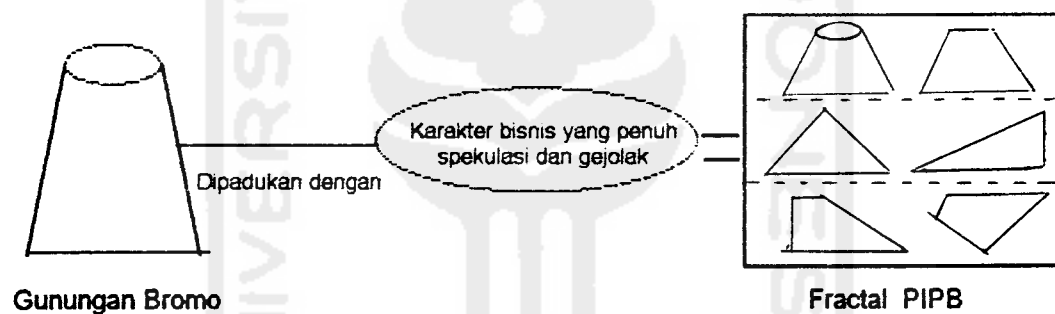 Karakter bisnis yang penuh
spekulasi dan gejolak
Dipadukan dengan
Gunungan Bromo
Fractal PIPB